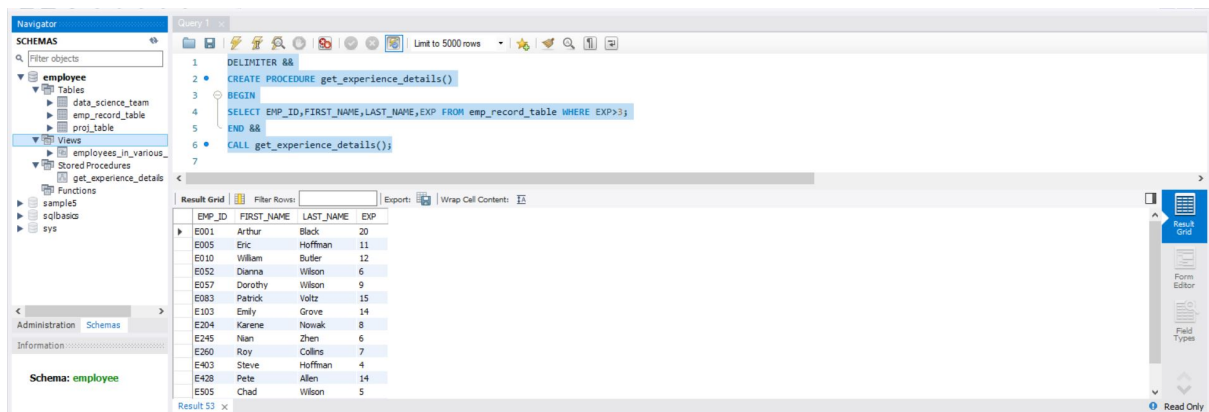 Navigator
SCHEMAS
Filter objects
employee
Tables
data_science_team
emp_record_table
proj_table
Views
employees_in_various_
Stored Procedures
get_experience_details
Functions
sample5
sqlbasics
sys
Administration Schemas
Information
Schema: employee
Query 1
Limit to 5000 rows
1 DELIMITER &&
2 CREATE PROCEDURE get_experience_details()
3 BEGIN
4 SELECT EMP_ID,FIRST_NAME,LAST_NAME,EXP FROM emp_record_table WHERE EXP>3;
5 END &&
6 CALL get_experience_details();
7
Result Grid Filter Rows: Export: Wrap Cell Content:
EMP_ID FIRST_NAME LAST_NAME EXP
E001 Arthur Black 20
E005 Eric Hoffman 11
E010 William Butler 12
E052 Dianna Wilson 6
E057 Dorothy Wilson 9
E083 Patrick Voltz 15
E103 Emily Grove 14
E204 Karene Nowak 8
E245 Nian Zhen 6
E260 Roy Collins 7
E403 Steve Hoffman 4
E428 Pete Allen 14
E505 Chad Wilson 5
Result 53
Result
Grid
Form
Editor
Field
Types
Read Only